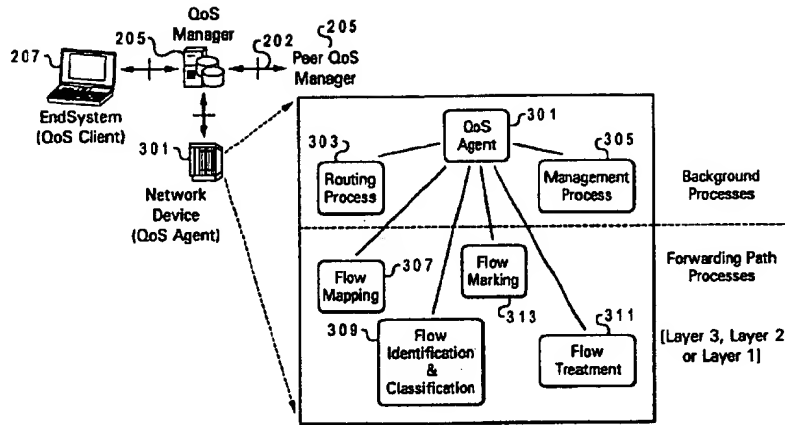 QoS
Manager
205
202
205
Peer QoS
Manager
207
EndSystem
(QoS Client)
301
Network
Device
(QoS Agent)
QoS
Agent
301
303
Routing
Process
305
Management
Process
Background
Processes
Flow
Mapping
307
Flow
Marking
313
Forwarding Path
Processes
309
Flow
Identification
&
Classification
311
Flow
Treatment
[Layer 3, Layer 2
or Layer 1]